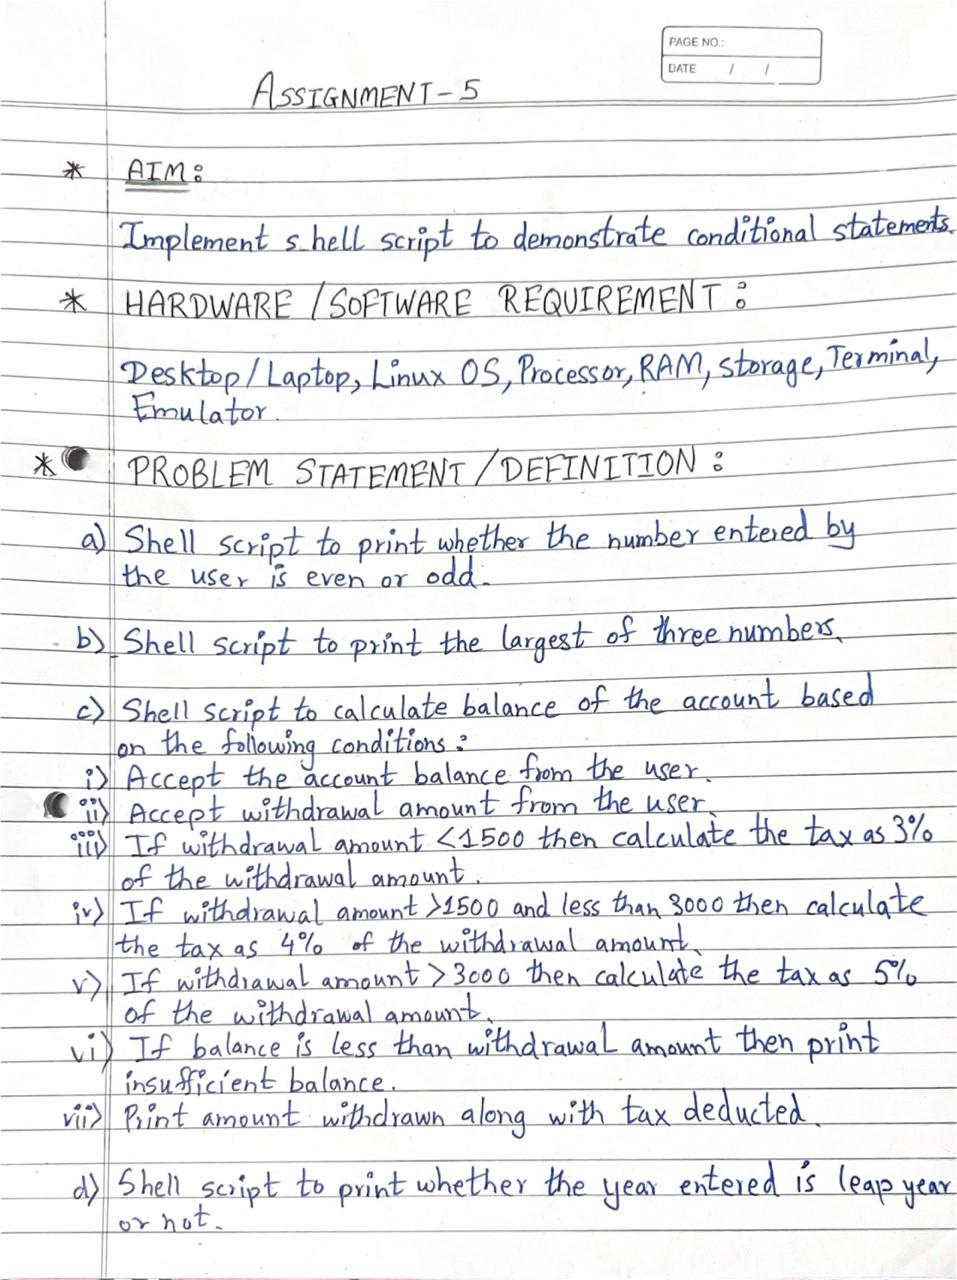 PAGE NO.:
DATE / /
ASSIGNMENT-5
* AIM:
Implement shell script to demonstrate conditional statements.
* HARDWARE / SOFTWARE REQUIREMENT :
Desktop/Laptop, Linux OS, Processor, RAM, storage, Terminal,
Emulator.
* PROBLEM STATEMENT / DEFINITION :
a) Shell script to print whether the number entered by
the user is even or odd.
b) Shell script to print the largest of three numbers.
c) Shell script to calculate balance of the account based
on the following conditions :
i) Accept the account balance from the user.
ii) Accept withdrawal amount from the user.
iii) If withdrawal amount <1500 then calculate the tax as 3%
of the withdrawal amount.
iv) If withdrawal amount >1500 and less than 3000 then calculate
the tax as 4% of the withdrawal amount.
v) If withdrawal amount > 3000 then calculate the tax as 5%
of the withdrawal amount.
vi) If balance is less than withdrawal amount then print
insufficient balance.
vii) Print amount withdrawn along with tax deducted.
d) Shell script to print whether the year entered is leap year
or not.